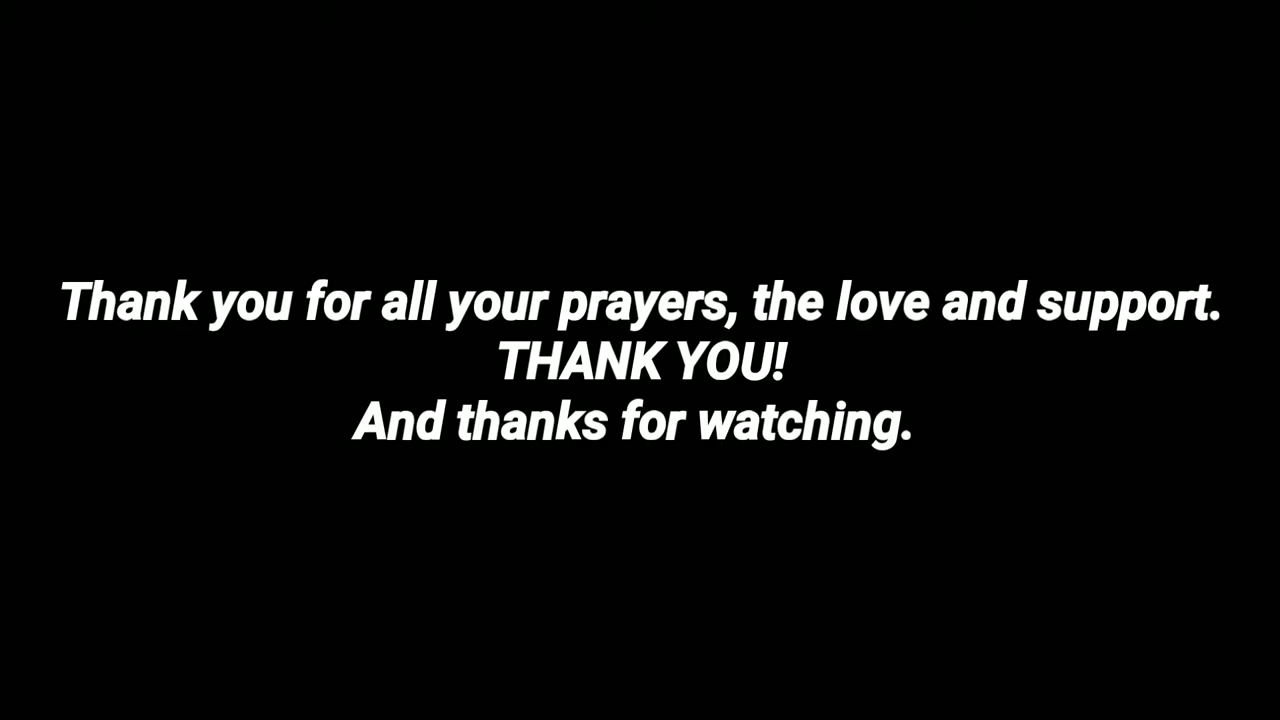 Thank you for all your prayers, the love and support.
THANK YOU!
And thanks for watching.